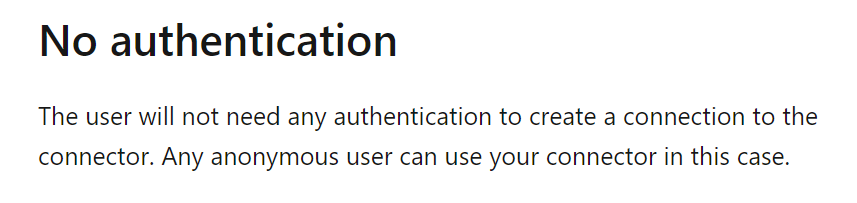 No authentication
The user will not need any authentication to create a connection to the
connector. Any anonymous user can use your connector in this case.